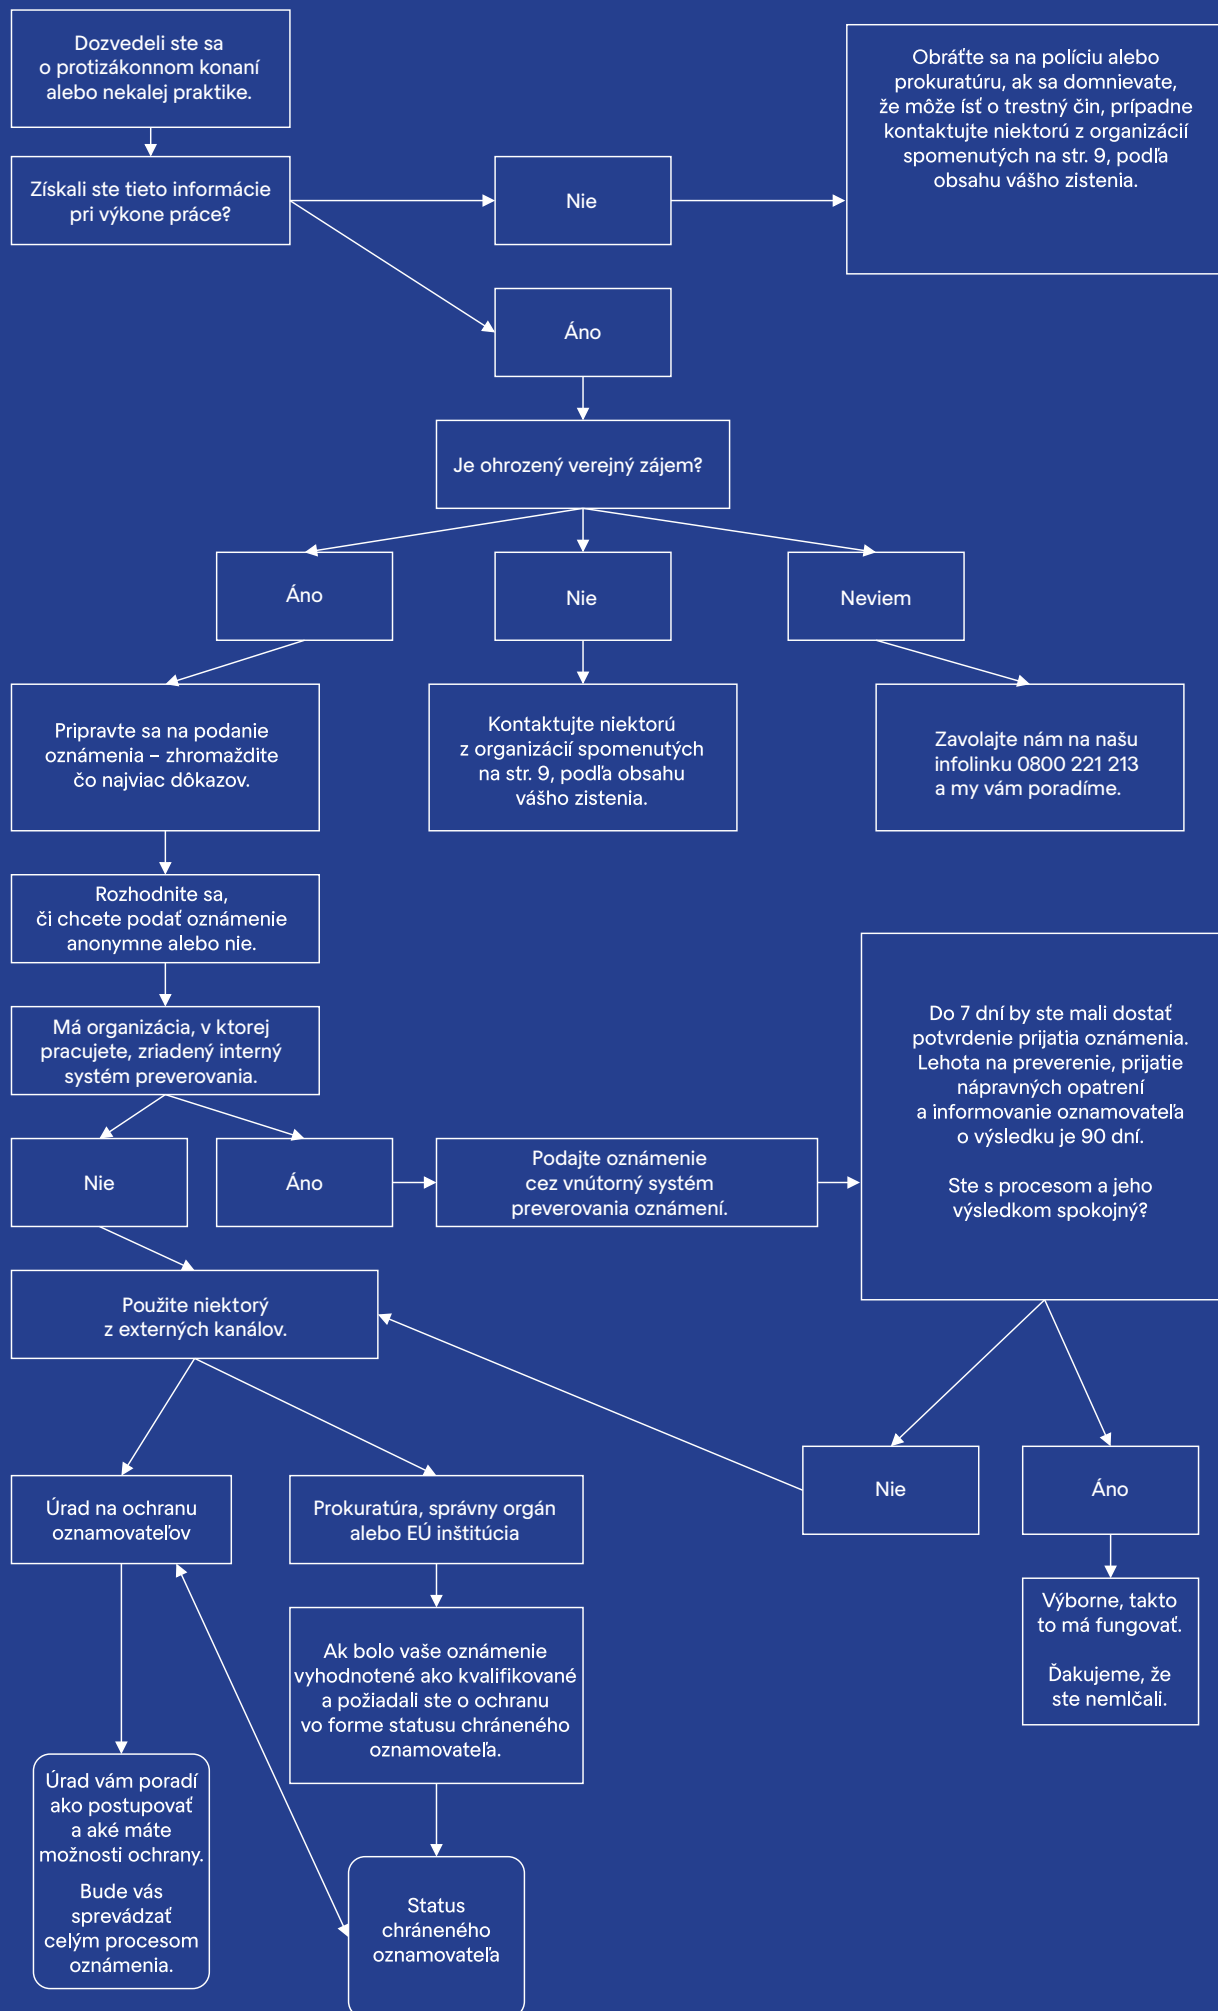 Dozvedeli ste sa
o protizákonnom konaní
alebo nekalej praktike.
Obráťte sa na políciu alebo
prokuratúru, ak sa domnievate,
že môže ísť o trestný čin, prípadne
kontaktujte niektorú z organizácií
spomenutých na str. 9, podľa
obsahu vášho zistenia.
Získali ste tieto informácie
pri výkone práce?
Nie
Áno
Je ohrozený verejný zájem?
Áno
Nie
Neviem
Pripravte sa na podanie
oznámenia – zhromaždite
čo najviac dôkazov.
Kontaktujte niektorú
z organizácií spomenutých
na str. 9, podľa obsahu
vášho zistenia.
Zavolajte nám na našu
infolinku 0800 221 213
a my vám poradíme.
Rozhodnite sa,
či chcete podať oznámenie
anonymne alebo nie.
Má organizácia, v ktorej
pracujete, zriadený interný
systém preverovania.
Do 7 dní by ste mali dostať
potvrdenie prijatia oznámenia.
Lehota na preverenie, prijatie
nápravných opatrení
a informovanie oznamovateľa
o výsledku je 90 dní.
Ste s procesom a jeho
výsledkom spokojný?
Nie
Áno
Podajte oznámenie
cez vnútorný systém
preverovania oznámení.
Použite niektorý
z externých kanálov.
Nie
Áno
Úrad na ochranu
oznamovateľov
Prokuratúra, správny orgán
alebo EÚ inštitúcia
Výborne, takto
to má fungovať.
Ďakujeme, že
ste nemlčali.
Ak bolo vaše oznámenie
vyhodnotené ako kvalifikované
a požiadali ste o ochranu
vo forme statusu chráneného
oznamovateľa.
Úrad vám poradí
ako postupovať
a aké máte
možnosti ochrany.
Bude vás
sprevádzať
celým procesom
oznámenia.
Status
chráneného
oznamovateľa